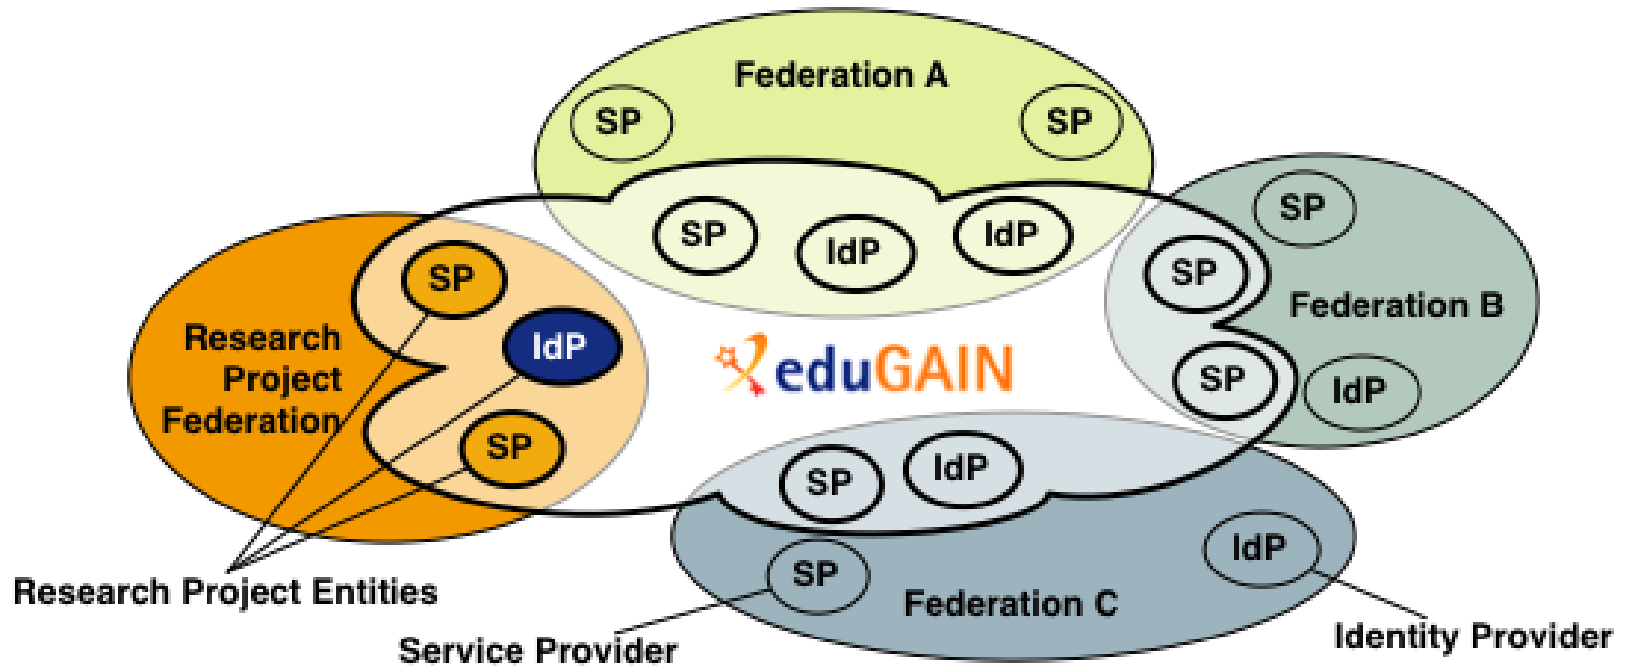 Federation A
SP
SP
SP
IdP
IdP
SP
SP
Federation B
SP
IdP
SP
IdP
SP
Research
Project
Federation
eduGAIN
SP
IdP
SP
IdP
Federation C
Research Project Entities
Service Provider
Identity Provider